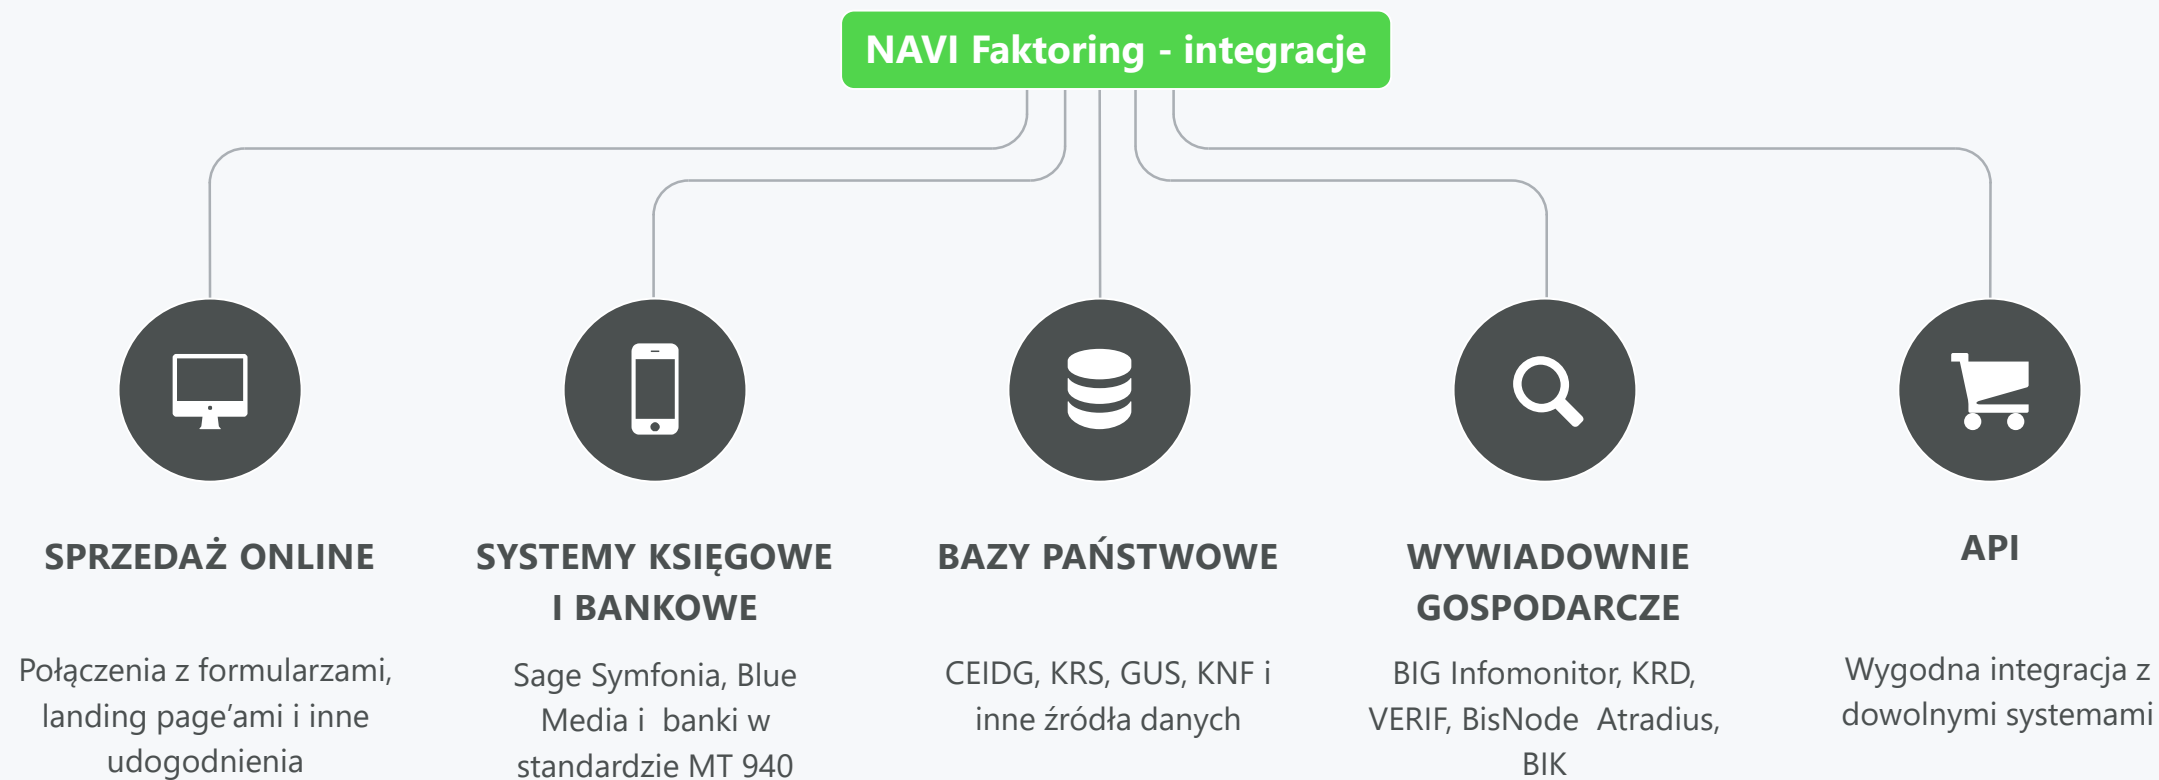 NAVI Faktoring - integracje
SPRZEDAŻ ONLINE
Połączenia z formularzami,
landing page’ami i inne
udogodnienia
SYSTEMY KSIĘGOWE
I BANKOWE
Sage Symfonia, Blue
Media i  banki w
standardzie MT 940
BAZY PAŃSTWOWE
CEIDG, KRS, GUS, KNF i
inne źródła danych
WYWIADOWNIE
GOSPODARCZE
BIG Infomonitor, KRD,
VERIF, BisNode  Atradius,
BIK
API
Wygodna integracja z
dowolnymi systemami